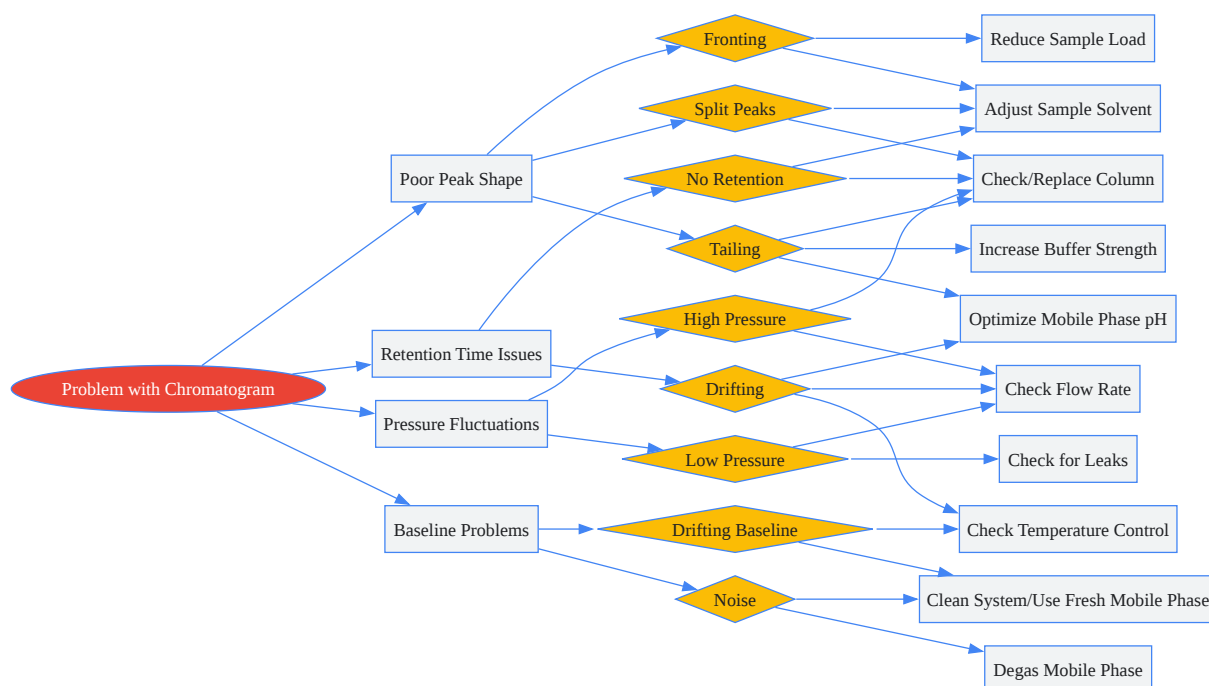 Problem with Chromatogram
Poor Peak Shape
Retention Time Issues
Pressure Fluctuations
Baseline Problems
Fronting
Split Peaks
No Retention
Tailing
High Pressure
Drifting
Low Pressure
Drifting Baseline
Noise
Reduce Sample Load
Adjust Sample Solvent
Check/Replace Column
Increase Buffer Strength
Optimize Mobile Phase pH
Check Flow Rate
Check for Leaks
Check Temperature Control
Clean System/Use Fresh Mobile Phase
Degas Mobile Phase